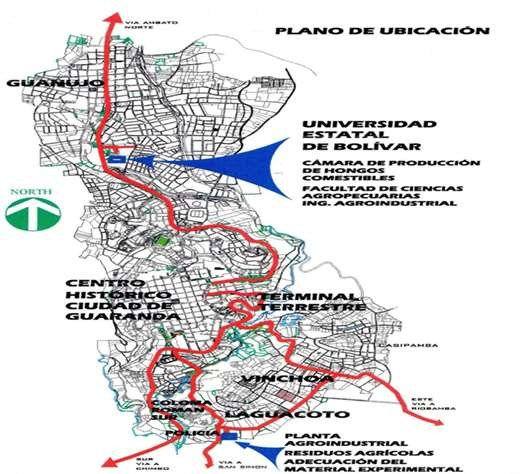 VIA AMBATO
NORTE
PLANO DE UBICACIÓN
GUANUJO
UNIVERSIDAD
ESTATAL
DE BOLÍVAR
CÁMARA DE PRODUCCIÓN
DE HONGOS
COMESTIBLES
FACULTAD DE CIENCIAS
AGROPECUARIAS
ING. AGROINDUSTRIAL
NORTH
CENTRO
HISTÓRICO
CIUDAD DE
GUARANDA
TERMINAL
TERRESTRE
CASIPAMBA
VINCHOA
COLOMA
ROMAN
SUR
LAGUACOTO
ESTE
VIA A
RIOBAMBA
POLICIA
SUR
VIA A
CHIMBO
VIA A
SAN SIMON
PLANTA
AGROINDUSTRIAL
RESIDUOS AGRÍCOLAS
ADECUACIÓN DEL
MATERIAL EXPERIMENTAL